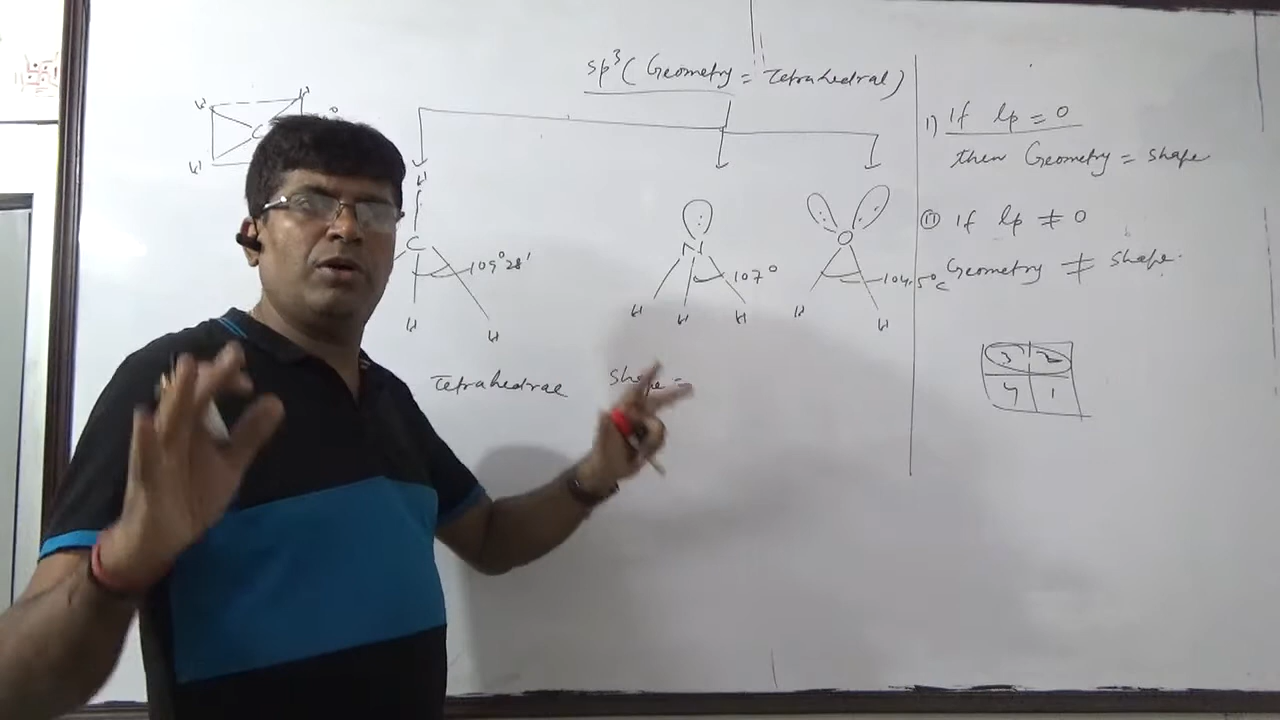 sp³ ( Geometry = Tetrahedral )
H H
C
H
H
C
109°28'
H H
Tetrahedral
N
107°
H H H
shape =
O
104.5°C
H H
I) If lp = 0
then Geometry = shape
II) If lp ≠ 0
Geometry ≠ shape.
3 2
4 1